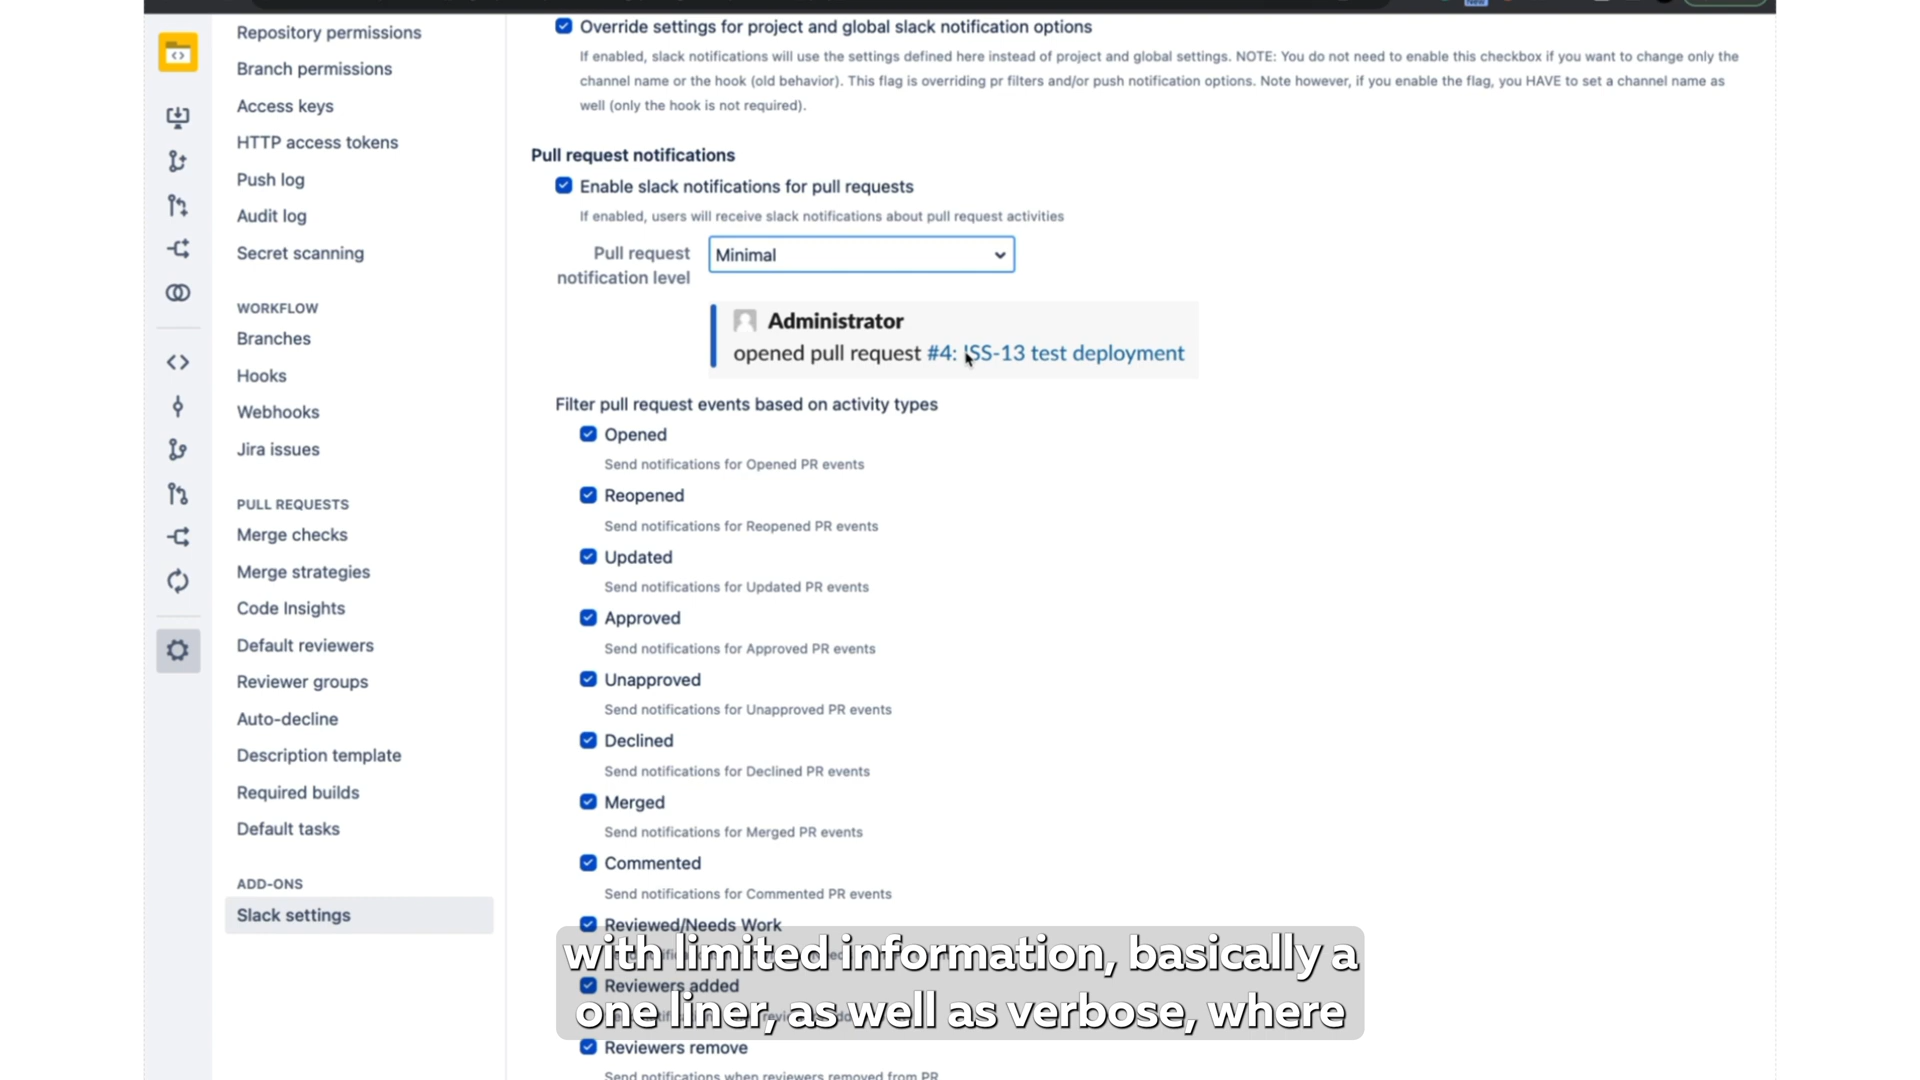 Repository permissions
Branch permissions
Access keys
HTTP access tokens
Push log
Audit log
Secret scanning
WORKFLOW
Branches
Hooks
Webhooks
Jira issues
PULL REQUESTS
Merge checks
Merge strategies
Code Insights
Default reviewers
Reviewer groups
Auto-decline
Description template
Required builds
Default tasks
ADD-ONS
Slack settings
Override settings for project and global slack notification options
If enabled, slack notifications will use the settings defined here instead of project and global settings. NOTE: You do not need to enable this checkbox if you want to change only the
channel name or the hook (old behavior). This flag is overriding pr filters and/or push notification options. Note however, if you enable the flag, you HAVE to set a channel name as
well (only the hook is not required).
Pull request notifications
Enable slack notifications for pull requests
If enabled, users will receive slack notifications about pull request activities
Pull request
notification level
Minimal
Administrator
opened pull request #4: ISS-13 test deployment
Filter pull request events based on activity types
Opened
Send notifications for Opened PR events
Reopened
Send notifications for Reopened PR events
Updated
Send notifications for Updated PR events
Approved
Send notifications for Approved PR events
Unapproved
Send notifications for Unapproved PR events
Declined
Send notifications for Declined PR events
Merged
Send notifications for Merged PR events
Commented
Send notifications for Commented PR events
Reviewed/Needs Work
with limited information, basically a
Reviewers added
one liner, as well as verbose, where
Reviewers remove
Send notifications when reviewers removed from PR